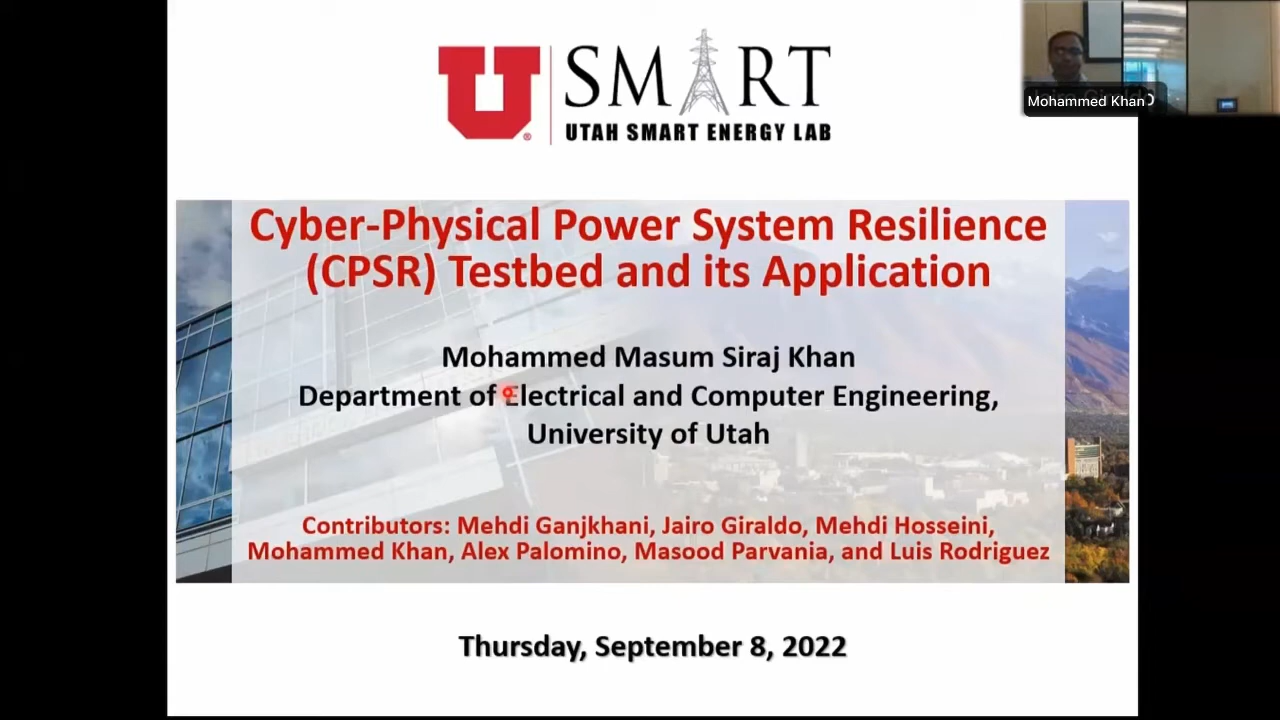 SMART
UTAH SMART ENERGY LAB
Mohammed Khan
Cyber-Physical Power System Resilience
(CPSR) Testbed and its Application
Mohammed Masum Siraj Khan
Department of Electrical and Computer Engineering,
University of Utah
Contributors: Mehdi Ganjkhani, Jairo Giraldo, Mehdi Hosseini,
Mohammed Khan, Alex Palomino, Masood Parvania, and Luis Rodriguez
Thursday, September 8, 2022